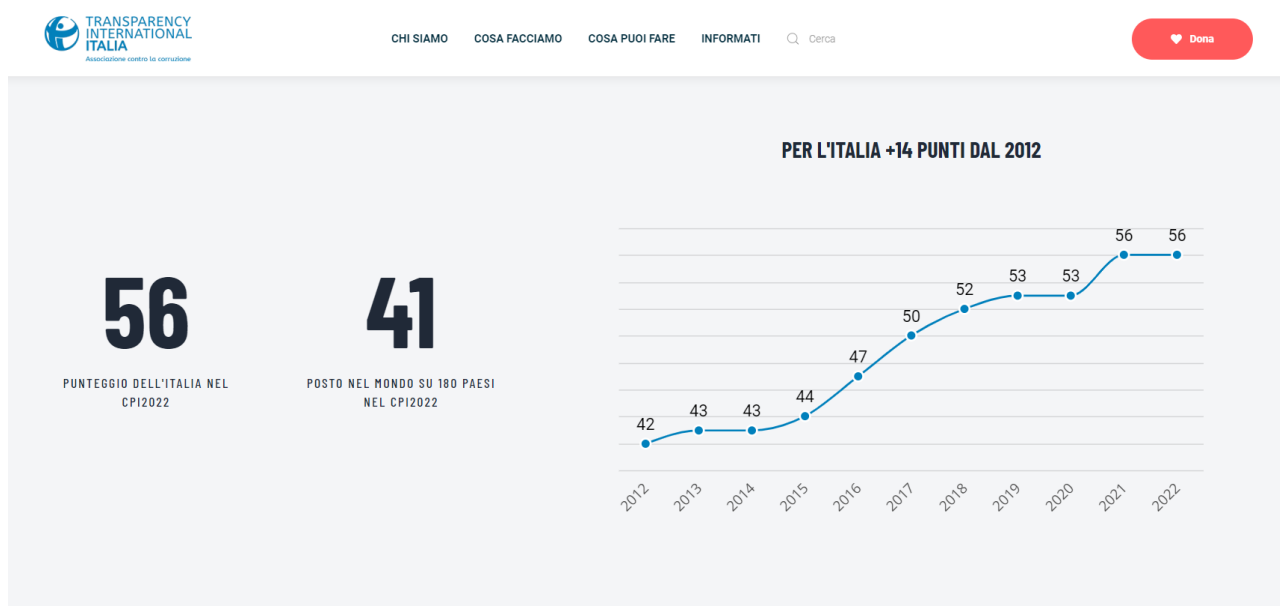 TRANSPARENCY
INTERNATIONAL
ITALIA
Associazione contro la corruzione
CHI SIAMO
COSA FACCIAMO
COSA PUOI FARE
INFORMATI
Cerca
Dona
56
PUNTEGGIO DELL'ITALIA NEL
CPI2022
41
POSTO NEL MONDO SU 180 PAESI
NEL CPI2022
PER L'ITALIA +14 PUNTI DAL 2012
42
43
43
44
47
50
52
53
53
56
56
2012
2013
2014
2015
2016
2017
2018
2019
2020
2021
2022